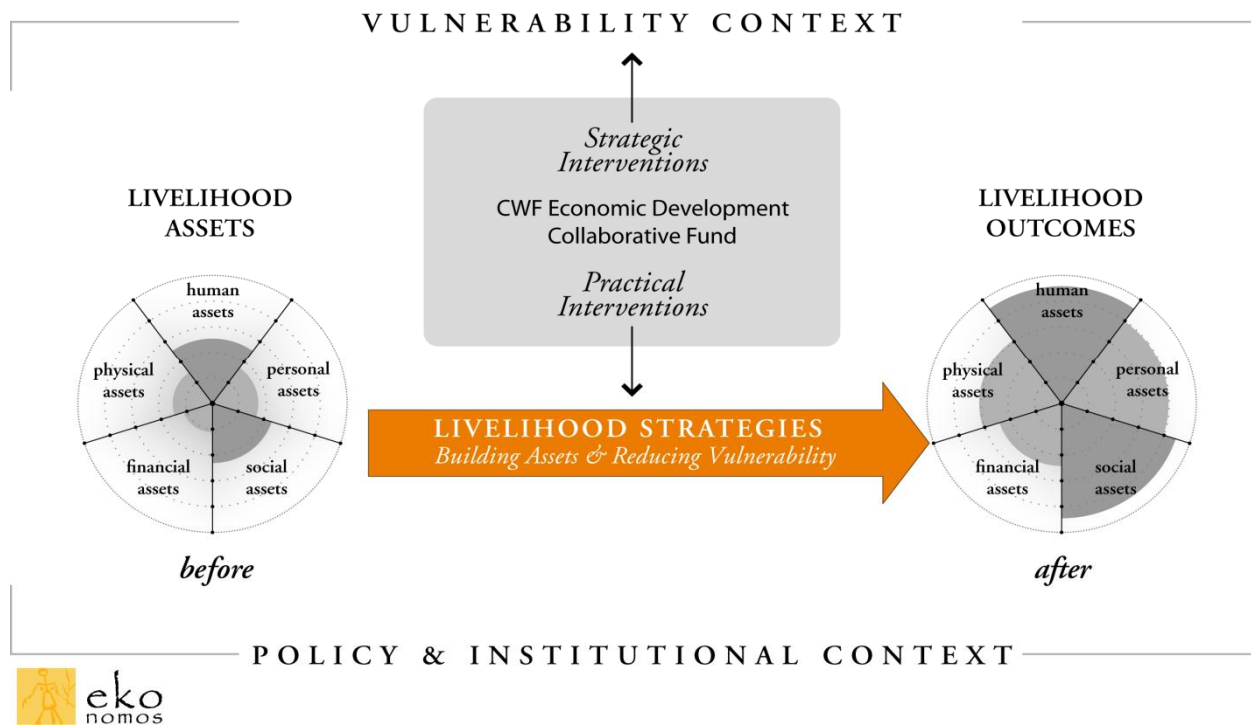 VULNERABILITY CONTEXT
Strategic
Interventions
CWF Economic Development
Collaborative Fund
Practical
Interventions
LIVELIHOOD
ASSETS
human
assets
physical
assets
personal
assets
financial
assets
social
assets
before
LIVELIHOOD STRATEGIES
Building Assets & Reducing Vulnerability
LIVELIHOOD
OUTCOMES
human
assets
physical
assets
personal
assets
financial
assets
social
assets
after
POLICY & INSTITUTIONAL CONTEXT
eko
nomos